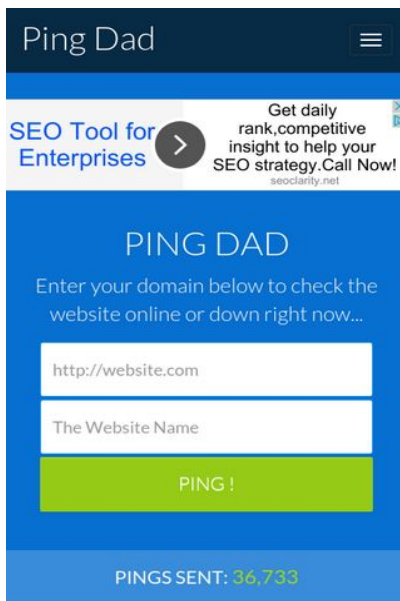 Ping Dad
SEO Tool for
Enterprises
Get daily
rank,competitive
insight to help your
SEO strategy.Call Now!
seoclarity.net
PING DAD
Enter your domain below to check the
website online or down right now...
http://website.com
The Website Name
PING !
PINGS SENT: 36,733